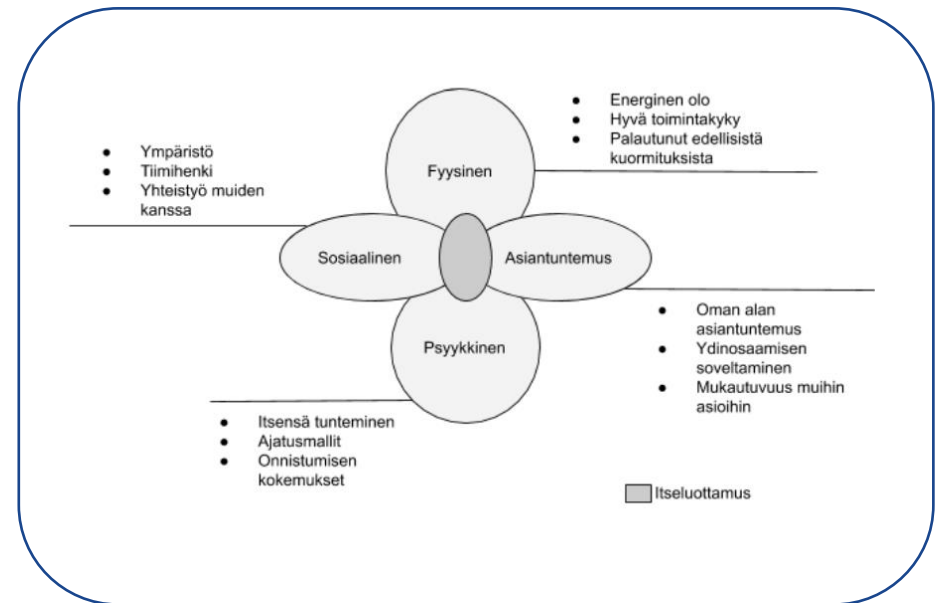 ● Energinen olo
● Hyvä toimintakyky
● Palautunut edellisistä
kuormituksista
● Ympäristö
● Tiimihenki
● Yhteistyö muiden
kanssa
Fyysinen
Sosiaalinen
Asiantuntemus
Psyykkinen
● Oman alan
asiantuntemus
● Ydinosaamisen
soveltaminen
● Mukautuvuus muihin
asioihin
● Itsensä tunteminen
● Ajatusmallit
● Onnistumisen
kokemukset
Itseluottamus